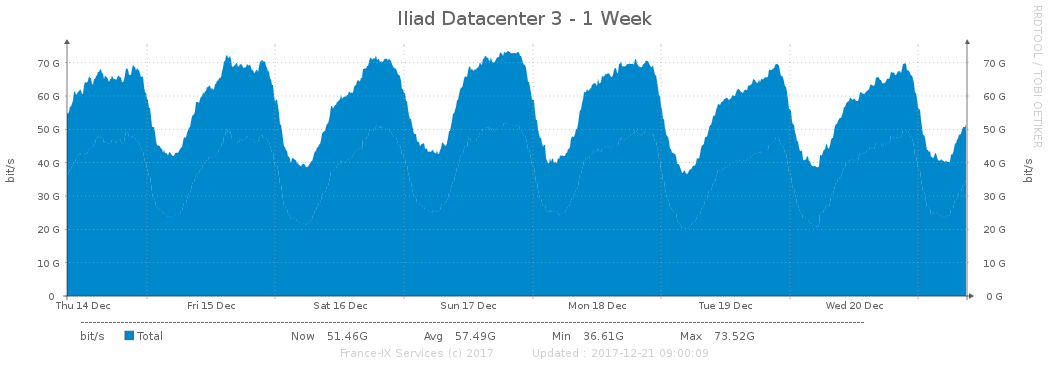 Iliad Datacenter 3 - 1 Week
RRDTOOL / TOBI OETIKER
bit/s
70 G
60 G
50 G
40 G
30 G
20 G
10 G
0
70 G
60 G
50 G
40 G
30 G
20 G
10 G
0 G
bit/s
Thu 14 Dec Fri 15 Dec Sat 16 Dec Sun 17 Dec Mon 18 Dec Tue 19 Dec Wed 20 Dec
bit/s Total Now 51.46G Avg 57.49G Min 36.61G Max 73.52G
France-IX Services (c) 2017 Updated : 2017-12-21 09:00:09